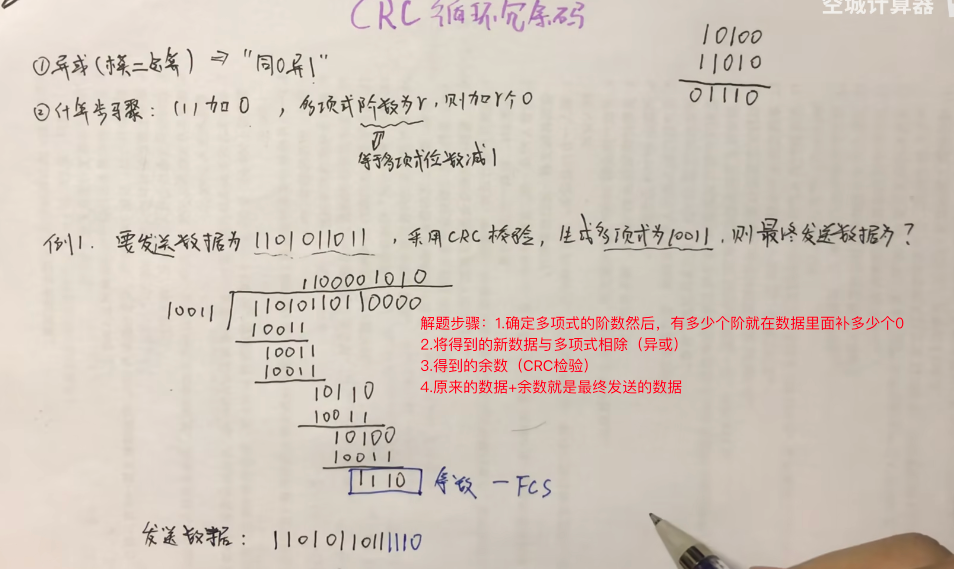 CRC循环冗余码
空城计算器
①异或(模二运算) ⇒ "同0异1"
10100
11010
01110
②计算步骤: (1) 加0 , 多项式阶数为r, 则加r个0
等于多项式位数减1
例1. 要发送数据为 1101011011 , 采用CRC校验, 生成多项式为10011, 则最终发送数据为?
1100001010
10011
11010110110000
10011
10011
10011
10110
10011
10100
10011
1110 余数 — FCS
解题步骤：1.确定多项式的阶数然后，有多少个阶就在数据里面补多少个0
2.将得到的新数据与多项式相除（异或）
3.得到的余数（CRC检验）
4.原来的数据+余数就是最终发送的数据
发送数据: 11010110111110